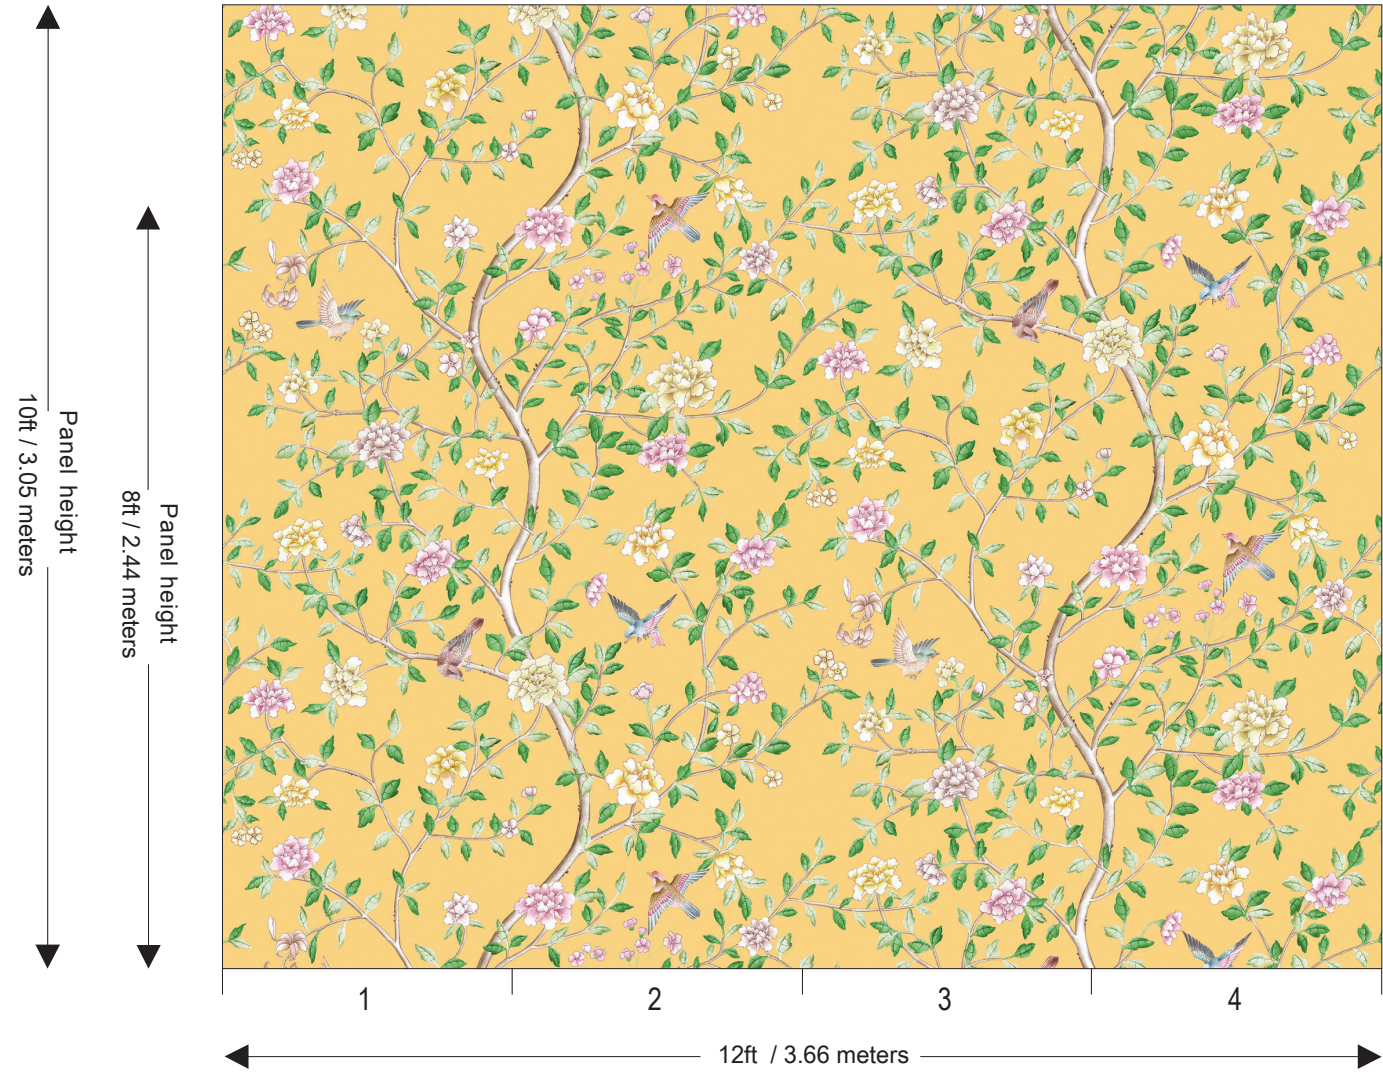 Panel height
10ft / 3.05 meters
Panel height
8ft / 2.44 meters
1 2 3 4
12ft / 3.66 meters